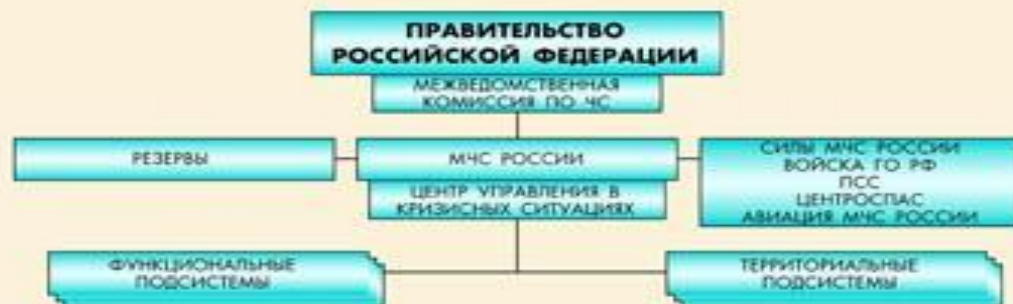 ПРАВИТЕЛЬСТВО
РОССИЙСКОЙ ФЕДЕРАЦИИ
МЕЖВЕДОМСТВЕННАЯ
КОМИССИЯ ПО ЧС
РЕЗЕРВЫ
МЧС РОССИИ
СИЛЫ МЧС РОССИИ
ВОЙСКА ГО РФ
ПСС
ЦЕНТРОСПАС
АВИАЦИЯ МЧС РОССИИ
ЦЕНТР УПРАВЛЕНИЯ В
КРИЗИСНЫХ СИТУАЦИЯХ
ФУНКЦИОНАЛЬНЫЕ
ПОДСИСТЕМЫ
ТЕРРИТОРИАЛЬНЫЕ
ПОДСИСТЕМЫ